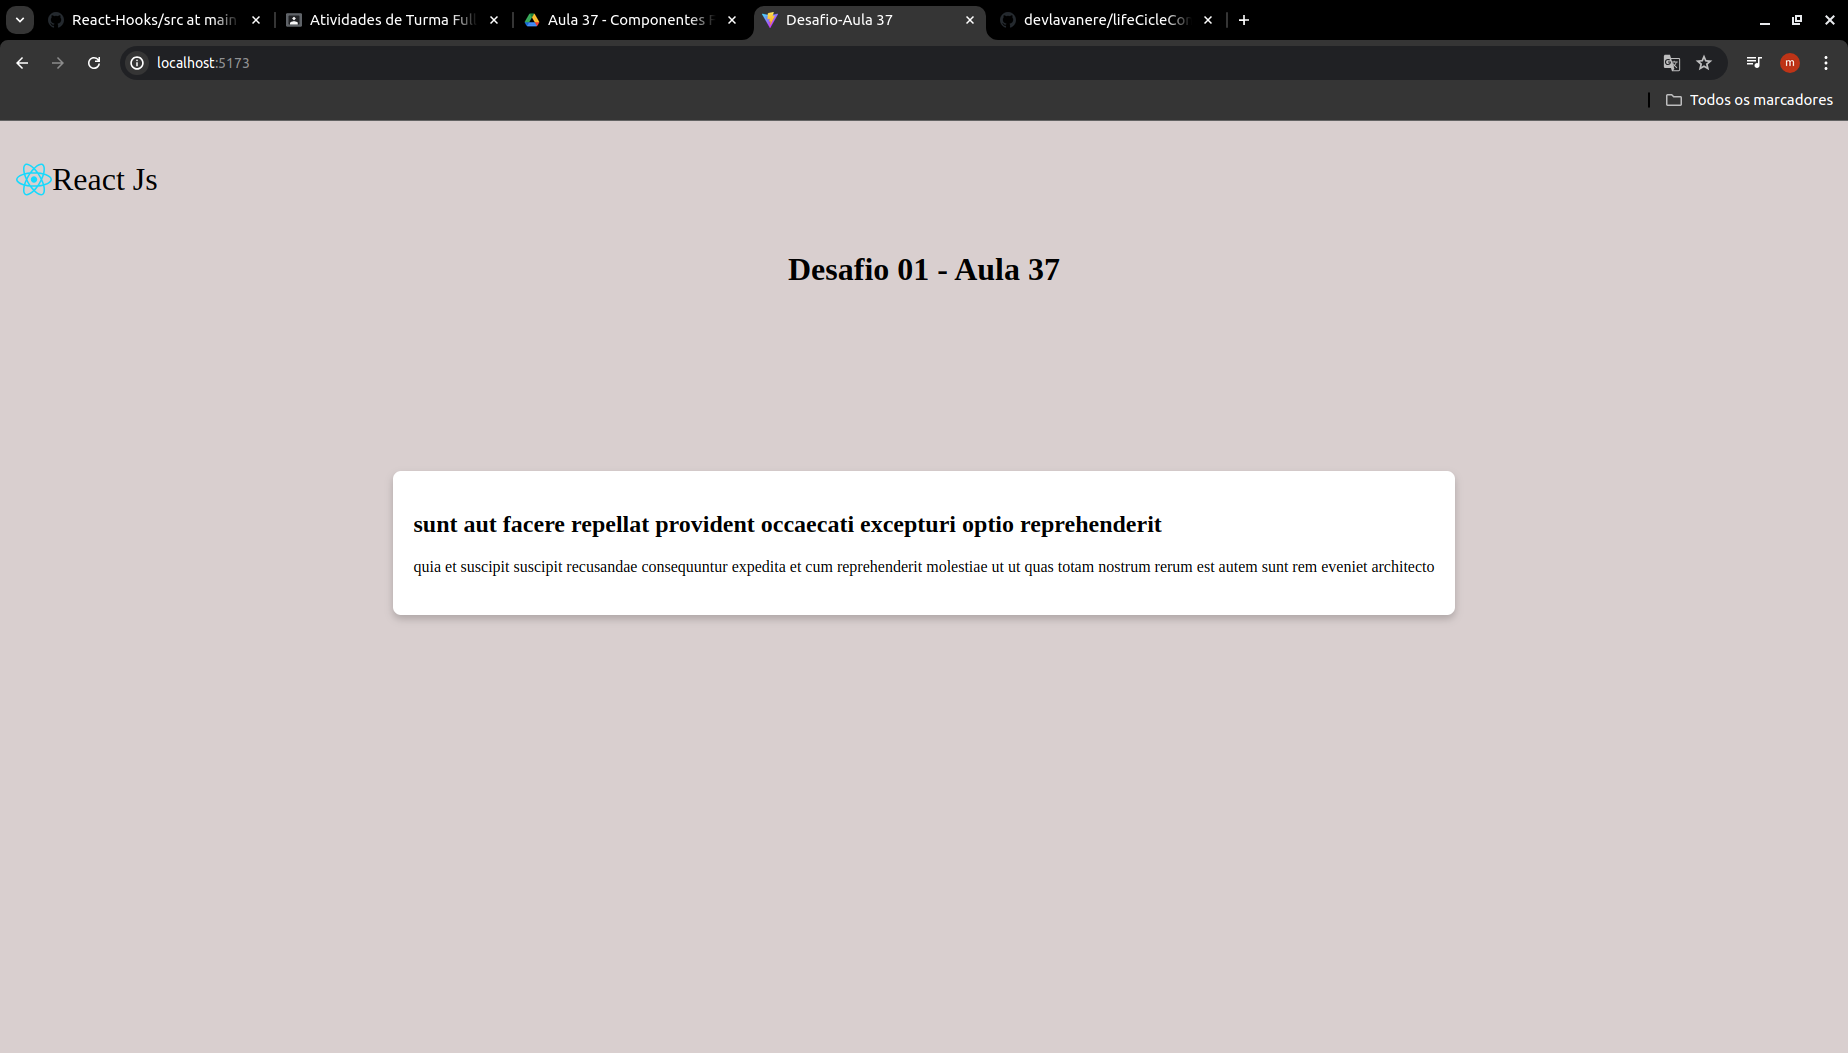 React-Hooks/src at main
Atividades de Turma Full
Aula 37 - Componentes F
Desafio-Aula 37
devlavanere/lifeCicleCor
localhost:5173
m
Todos os marcadores
React Js
Desafio 01 - Aula 37
sunt aut facere repellat provident occaecati excepturi optio reprehenderit
quia et suscipit suscipit recusandae consequuntur expedita et cum reprehenderit molestiae ut ut quas totam nostrum rerum est autem sunt rem eveniet architecto